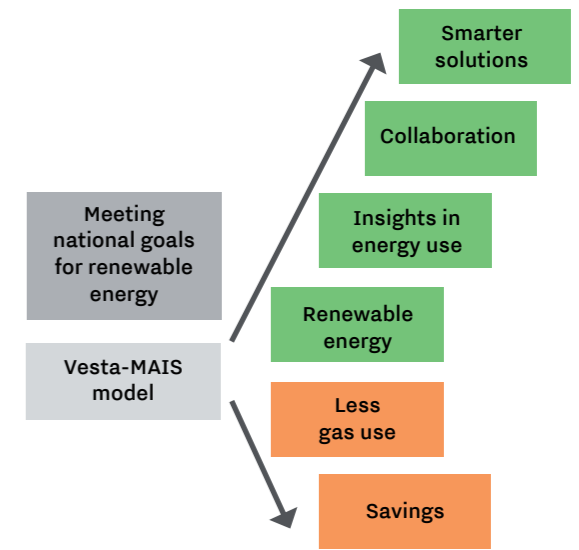 Smarter
solutions
Collaboration
Meeting
national goals
for renewable
energy
Insights in
energy use
Renewable
energy
Vesta-MAIS
model
Less
gas use
Savings